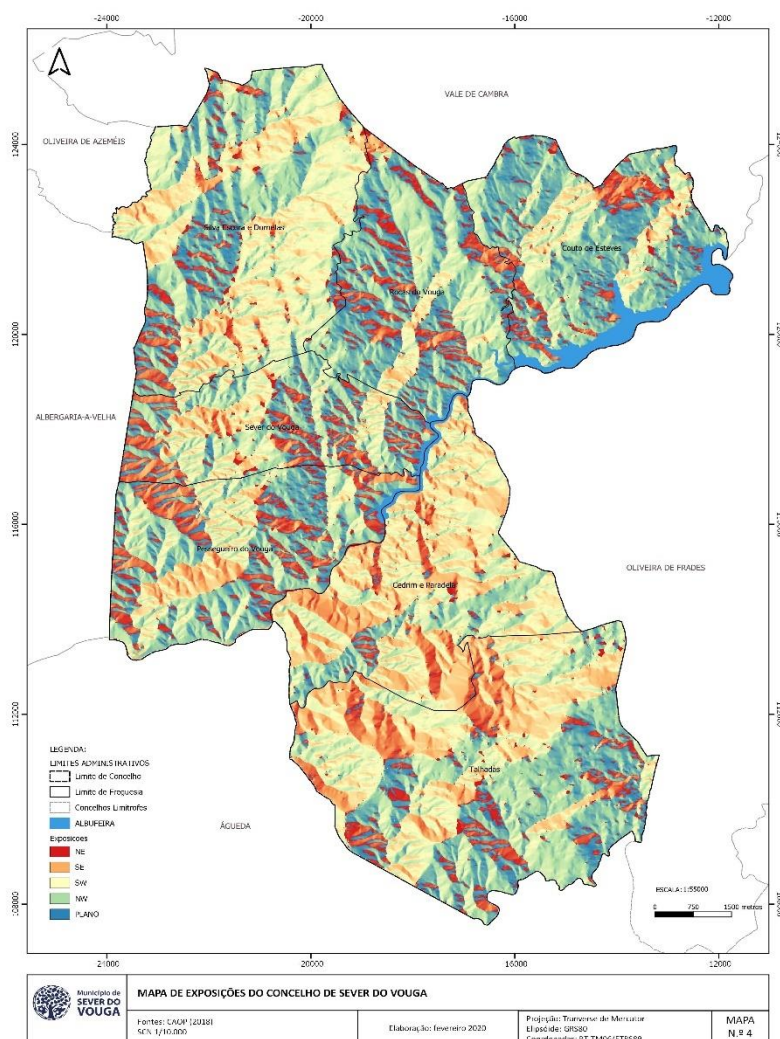 -24000 -20000 -16000 -12000
VALE DE CAMBRA
OLIVEIRA DE AZEMÉIS
124000
Silva Escura e Dornelas
Couto de Esteves
Rocas do Vouga
120000
ALBERGARIA-A-VELHA
Sever do Vouga
116000
Pessegueiro do Vouga
OLIVEIRA DE FRADES
Cedrim e Paradela
112000
Talhadas
ÁGUEDA
108000
LEGENDA:
LIMITES ADMINISTRATIVOS
Limite de Concelho
Limite de Freguesia
Concelhos Limítrofes
ALBUFEIRA
Exposicoes
NE
SE
SW
NW
PLANO
ESCALA: 1:55000
0 750 1500 metros
-24000 -20000 -16000 -12000
Município de
SEVER DO
VOUGA
MAPA DE EXPOSIÇÕES DO CONCELHO DE SEVER DO VOUGA
Fontes: CAOP (2018)
SCN 1/10.000
Elaboração: fevereiro 2020
Projeção: Tranverse de Mercator
Elipsóide: GRS80
MAPA
N.º 4